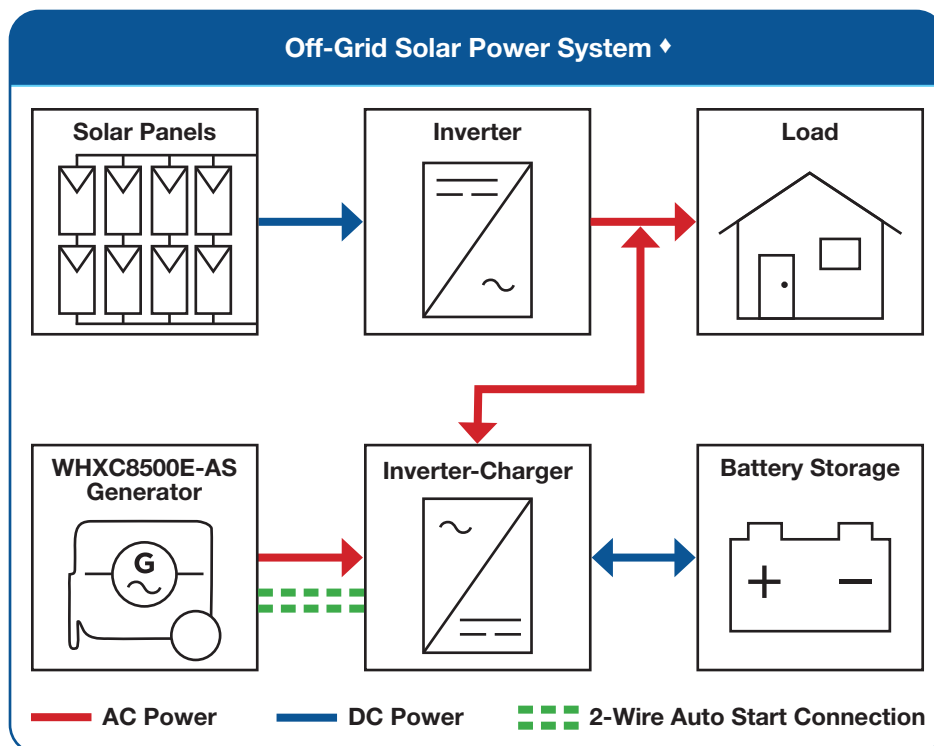 Off-Grid Solar Power System ♦
Solar Panels
Inverter
Load
WHXC8500E-AS
Generator
G
Inverter-Charger
Battery Storage
+ −
AC Power
DC Power
2-Wire Auto Start Connection